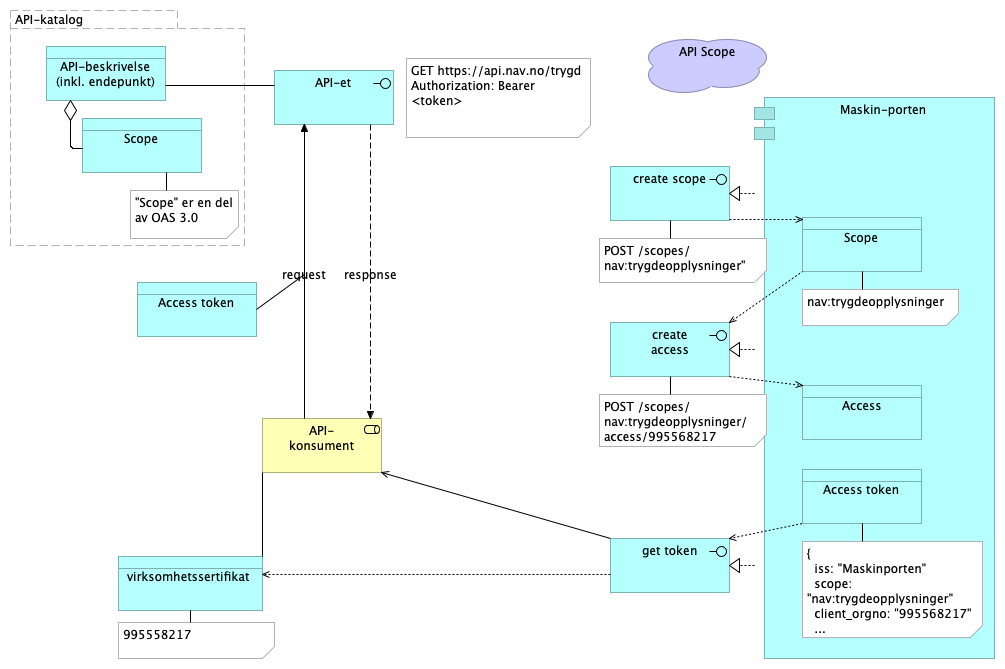 API-katalog
API-beskrivelse
(inkl. endepunkt)
Scope
"Scope" er en del
av OAS 3.0
API-et
GET https://api.nav.no/trygd
Authorization: Bearer
<token>
API Scope
Maskin-porten
create scope
POST /scopes/
nav:trygdeopplysninger"
Scope
nav:trygdeopplysninger
request
response
Access token
create
access
POST /scopes/
nav:trygdeopplysninger/
access/995568217
Access
API-
konsument
Access token
{
iss: "Maskinporten"
scope:
"nav:trygdeopplysninger"
client_orgno: "995568217"
...
get token
virksomhetssertifikat
995558217